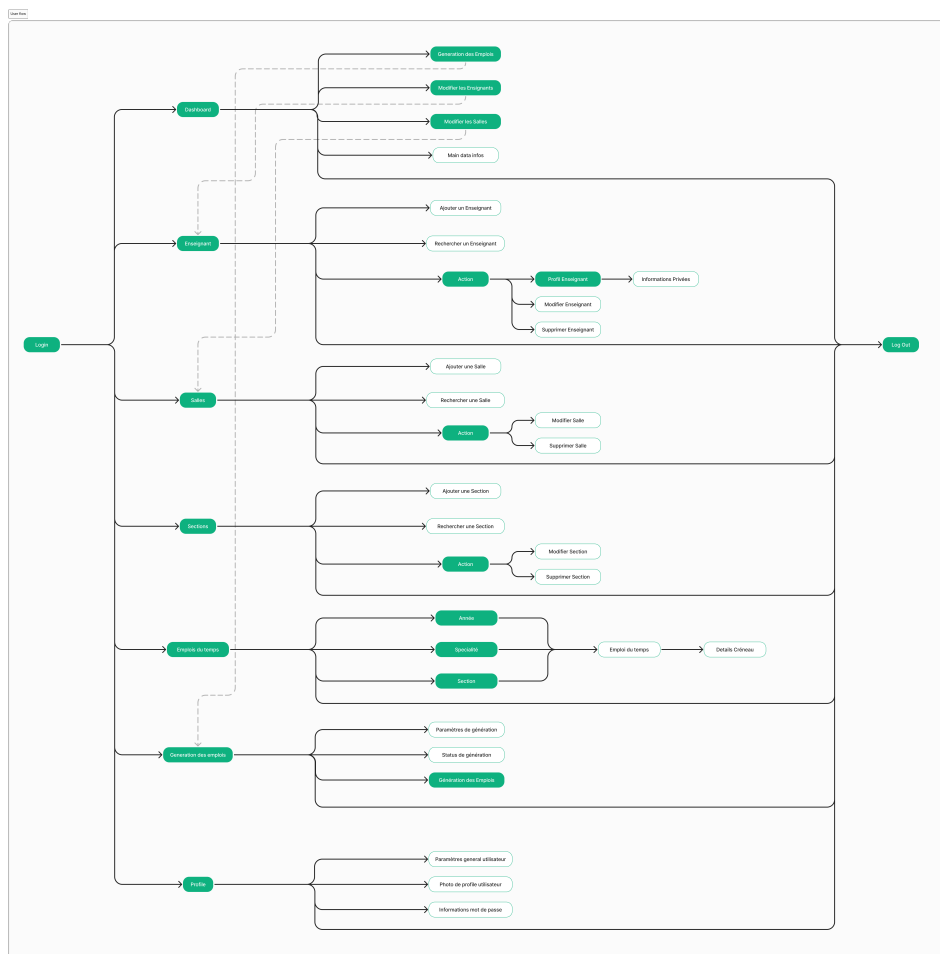 User flow
Géneration des Emplois
Modifier les Ensignants
Dashboard
Modifier les Salles
Main data infos
Ajouter un Enseignant
Enseignant
Rechercher un Enseignant
Action
Profil Enseignant
Informations Privées
Modifier Enseignant
Supprimer Enseignant
Login
Log Out
Ajouter une Salle
Salles
Rechercher une Salle
Modifier Salle
Action
Supprimer Salle
Ajouter une Section
Sections
Rechercher une Section
Modifier Section
Action
Supprimer Section
Année
Emplois du temps
Specialité
Emploi du temps
Details Créneau
Section
Paramètres de génération
Generation des emplois
Status de génération
Génération des Emplois
Paramètres general utilisateur
Profile
Photo de profile utilisateur
Informations mot de passe